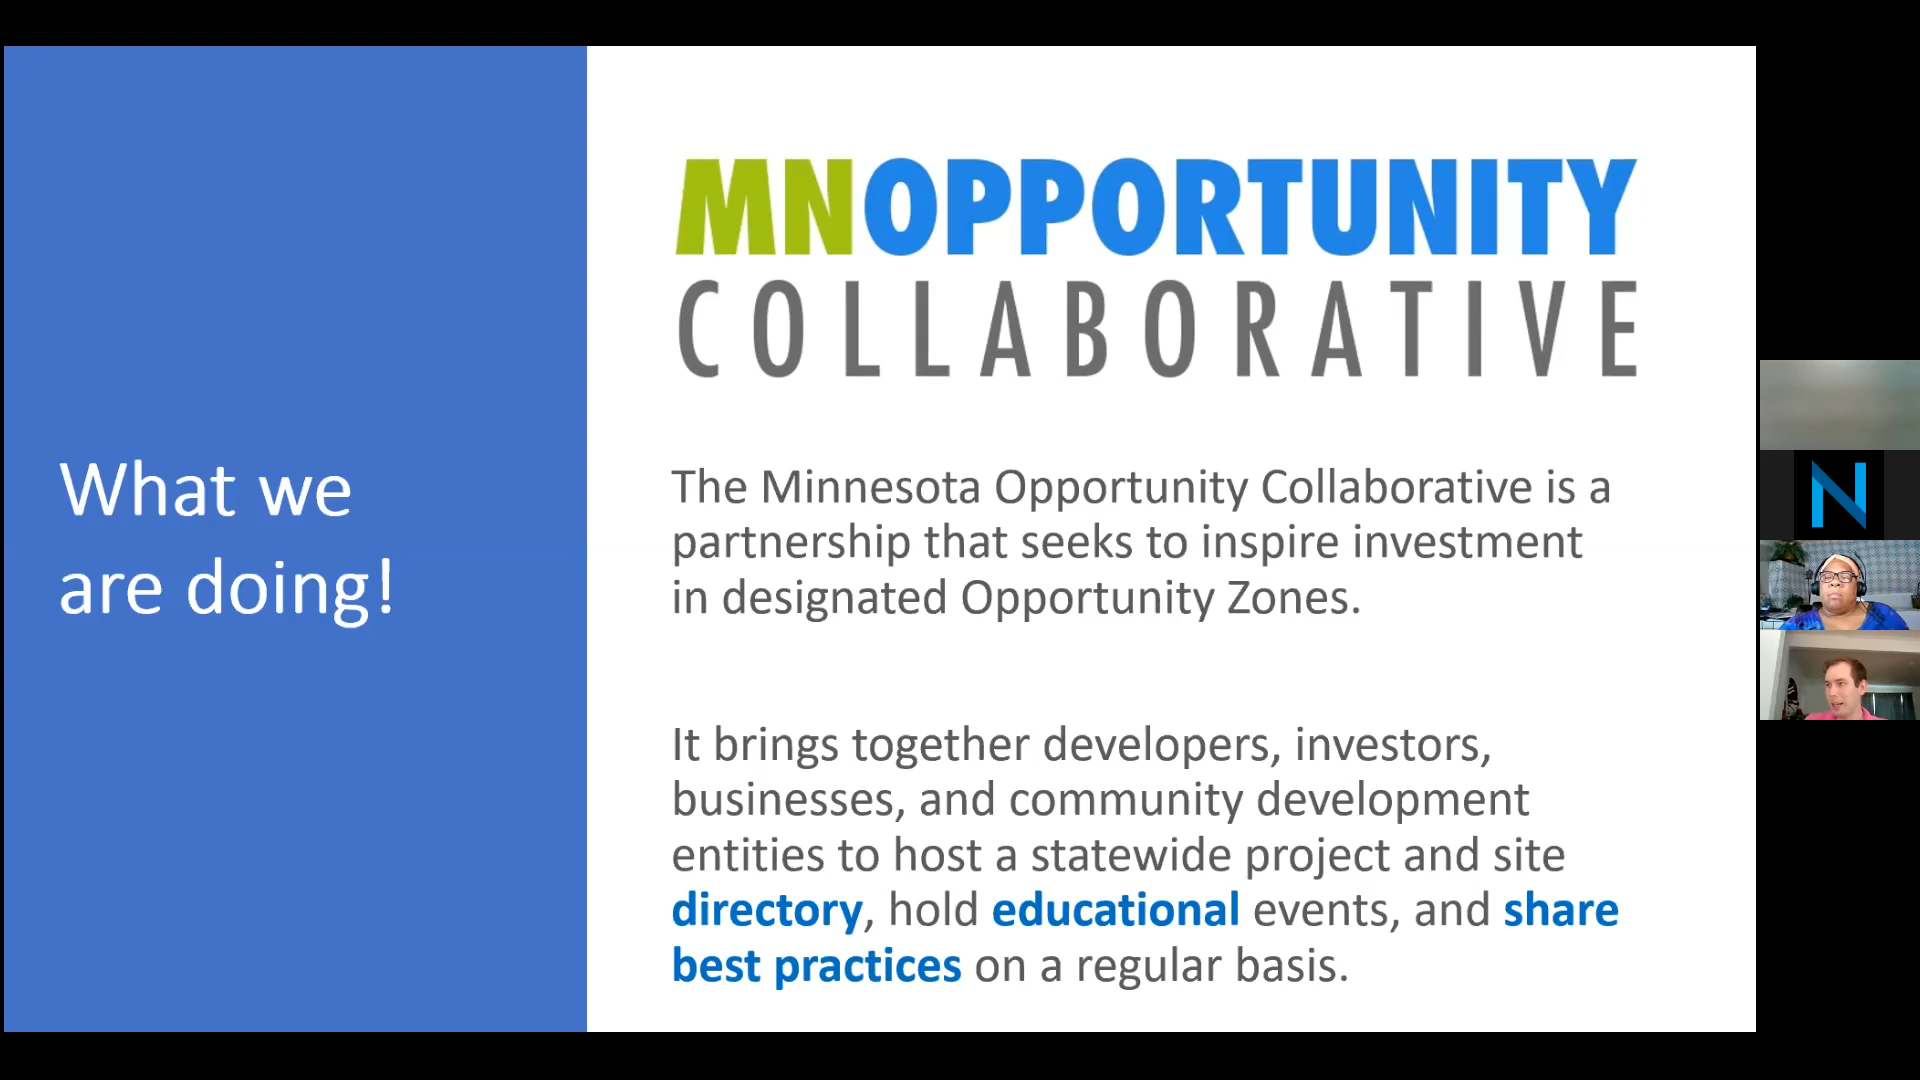 What we
are doing!
MNOPPORTUNITY
COLLABORATIVE
The Minnesota Opportunity Collaborative is a
partnership that seeks to inspire investment
in designated Opportunity Zones.
It brings together developers, investors,
businesses, and community development
entities to host a statewide project and site
directory, hold educational events, and share
best practices on a regular basis.
N